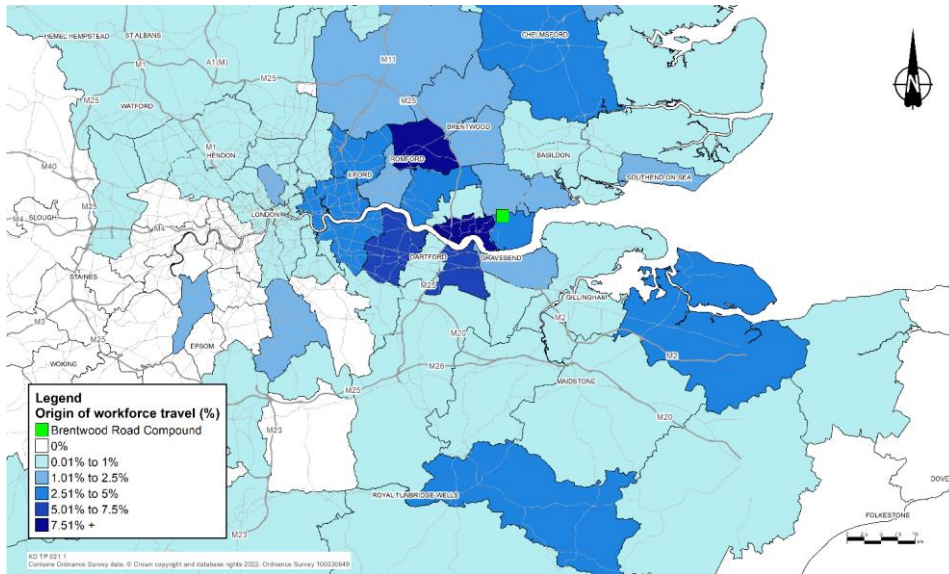 HEMEL HEMPSTEAD
ST ALBANS
CHELMSFORD
A1(M)
M11
M1
M25
M25
M25
WATFORD
BRENTWOOD
M1
HENDON
ROMFORD
BASILDON
M40
ILFORD
SOUTHEND-ON-SEA
SLOUGH
M25
LONDON
M4
M4
DARTFORD
GRAVESEND
STAINES
M25
GILLINGHAM
M3
M2
M20
EPSOM
M25
M2
WOKING
M26
M25
MAIDSTONE
M20
M23
ROYAL TUNBRIDGE WELLS
DOVE
FOLKESTONE
M23
N
Legend
Origin of workforce travel (%)
Brentwood Road Compound
0%
0.01% to 1%
1.01% to 2.5%
2.51% to 5%
5.01% to 7.5%
7.51% +
Contains Ordnance Survey data. © Crown copyright and database rights 2022. Ordnance Survey 100030649